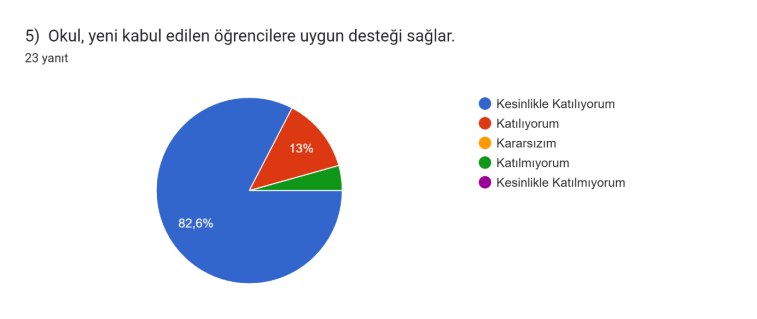 5) Okul, yeni kabul edilen öğrencilere uygun desteği sağlar.
23 yanıt
Kesinlikle Katılıyorum
Katılıyorum
Kararsızım
Katılmıyorum
Kesinlikle Katılmıyorum
13%
82,6%